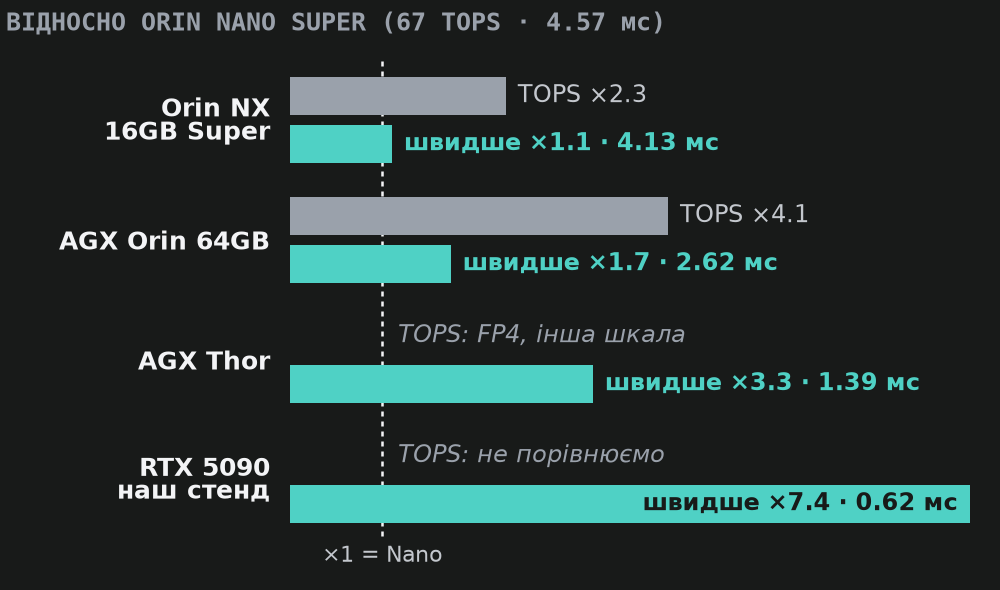 ВІДНОСНО ORIN NANO SUPER (67 TOPS · 4.57 мс)
Orin NX
16GB Super
TOPS ×2.3
швидше ×1.1 · 4.13 мс
AGX Orin 64GB
TOPS ×4.1
швидше ×1.7 · 2.62 мс
AGX Thor
TOPS: FP4, інша шкала
швидше ×3.3 · 1.39 мс
RTX 5090
наш стенд
TOPS: не порівнюємо
швидше ×7.4 · 0.62 мс
×1 = Nano